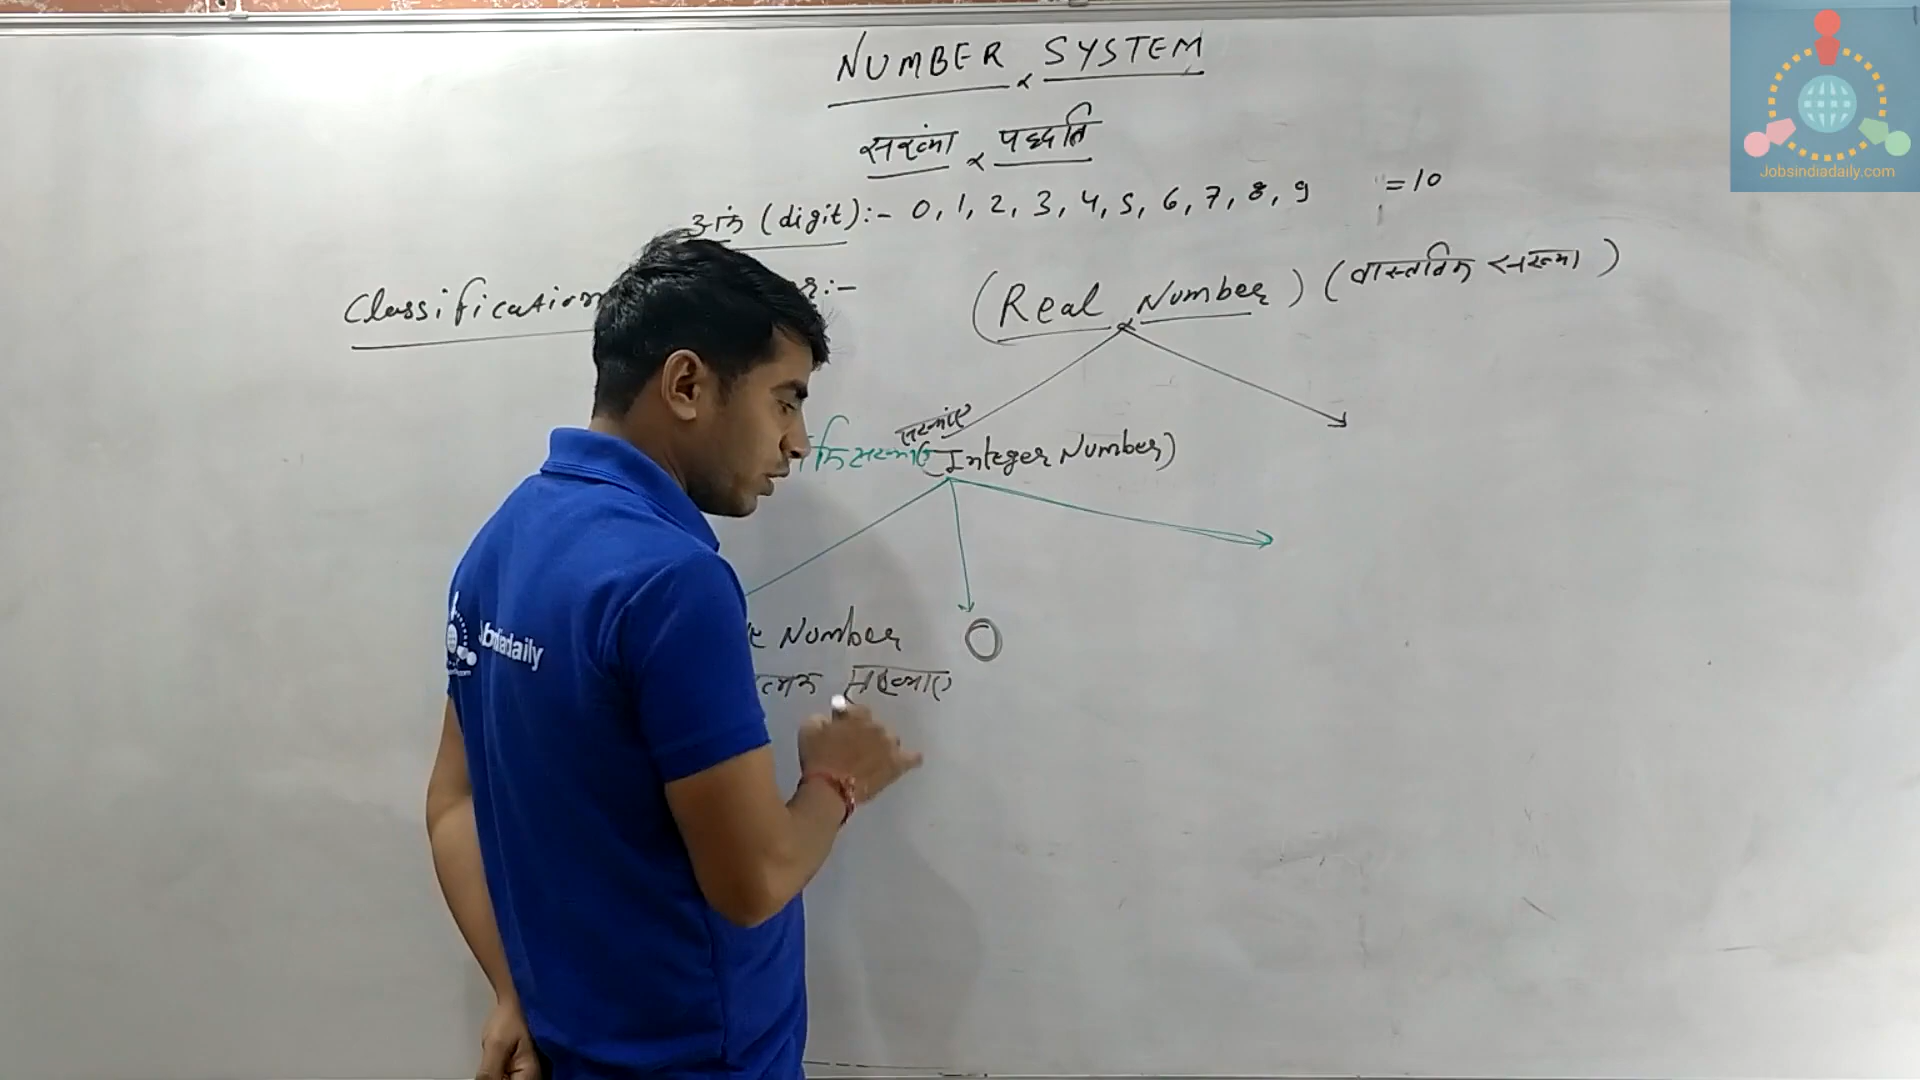 NUMBER SYSTEM
संख्या पद्धति
अंक (digit):- 0, 1, 2, 3, 4, 5, 6, 7, 8, 9 = 10
Classification :-
(Real Number) (वास्तविक संख्या)
संख्याएं
(Integer Number)
Number
0
संख्याए
Jobsindiadaily.com
daily